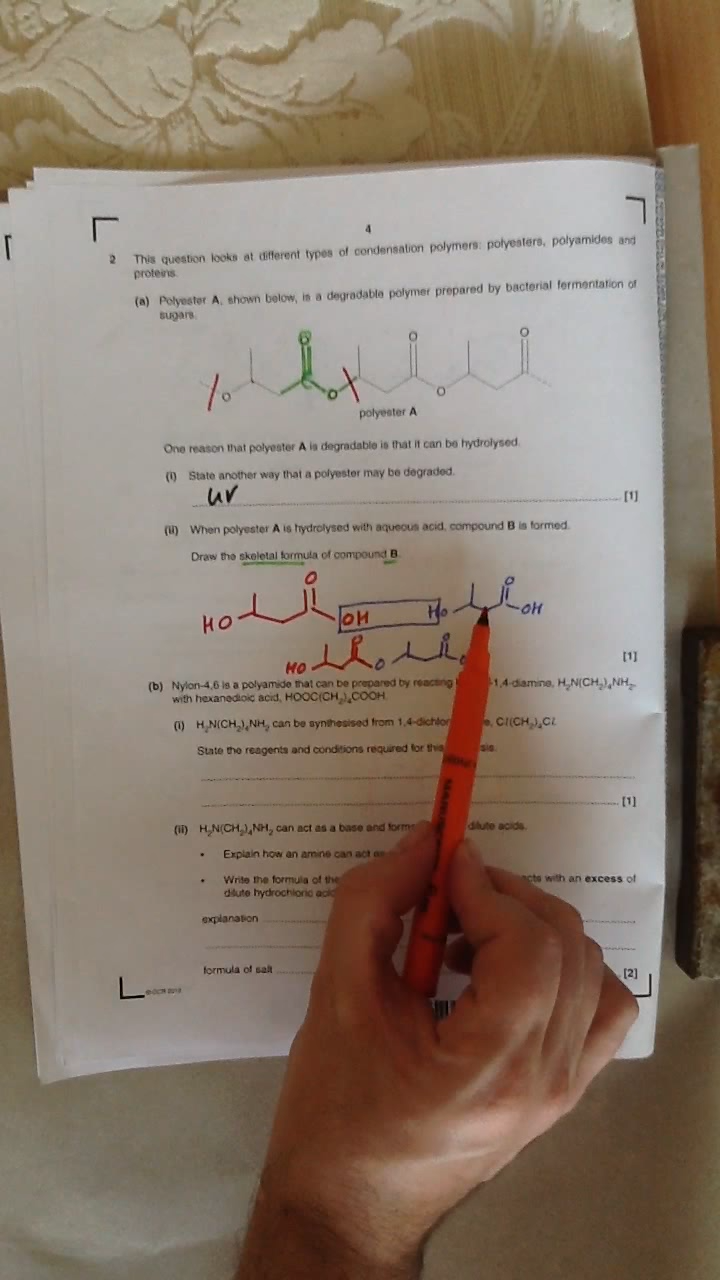 4
2 This question looks at different types of condensation polymers: polyesters, polyamides and
proteins.
(a) Polyester A, shown below, is a degradable polymer prepared by bacterial fermentation of
sugars.
O O O
O O O
polyester A
One reason that polyester A is degradable is that it can be hydrolysed.
(i) State another way that a polyester may be degraded.
UV [1]
(ii) When polyester A is hydrolysed with aqueous acid, compound B is formed.
Draw the skeletal formula of compound B.
O O
HO OH HO OH
HO O O [1]
(b) Nylon-4,6 is a polyamide that can be prepared by reacting 1,4-diamine, H₂N(CH₂)₄NH₂,
with hexanedioic acid, HOOC(CH₂)₄COOH.
(i) H₂N(CH₂)₄NH₂ can be synthesised from Cl(CH₂)₄Cl.
State the reagents and conditions required for this
[1]
(ii) H₂N(CH₂)₄NH₂ can act as a base and dilute acids.
• Explain how an amine can act
• Write the formula of the with an excess of
dilute hydrochloric
explanation
formula of salt [2]